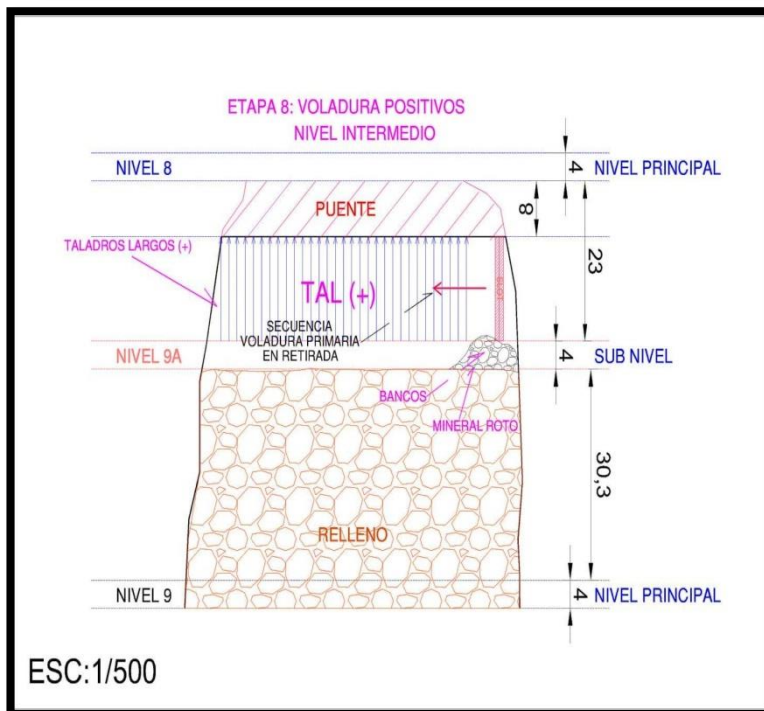 ETAPA 8: VOLADURA POSITIVOS
NIVEL INTERMEDIO
NIVEL 8
4
NIVEL PRINCIPAL
PUENTE
8
TALADROS LARGOS (+)
23
TAL (+)
SLOT
SECUENCIA
VOLADURA PRIMARIA
EN RETIRADA
NIVEL 9A
4
SUB NIVEL
BANCOS
MINERAL ROTO
30,3
RELLENO
NIVEL 9
4
NIVEL PRINCIPAL
ESC:1/500